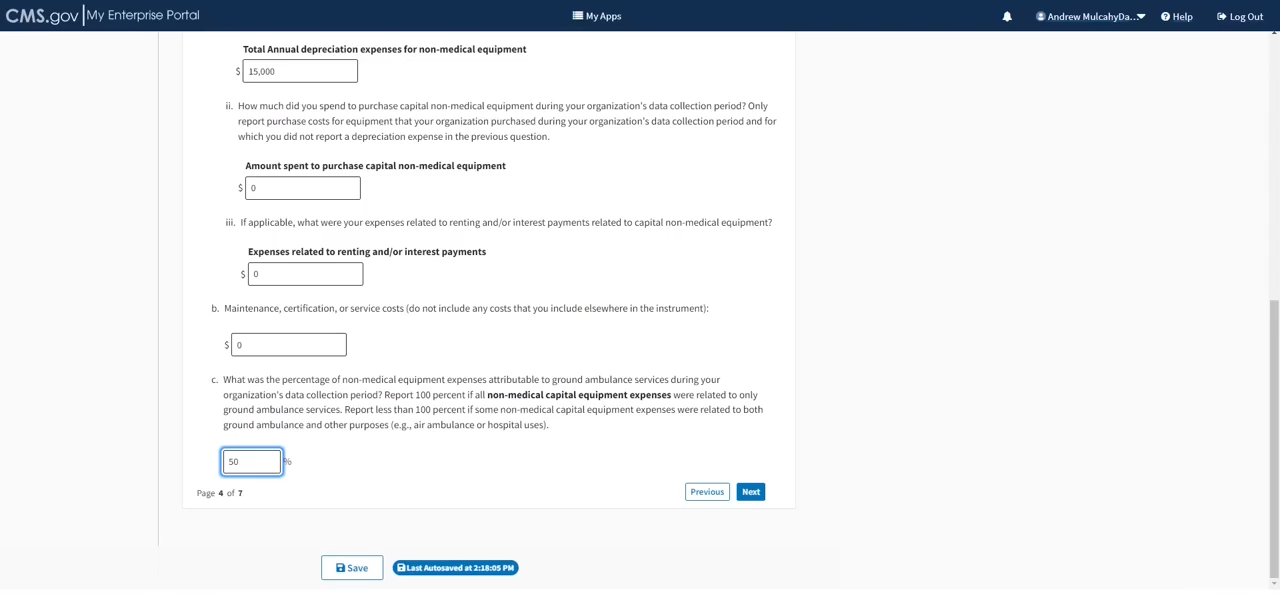 CMS.gov My Enterprise Portal
My Apps
Andrew MulcahyDa...
Help
Log Out
Total Annual depreciation expenses for non-medical equipment
$ 15,000
ii. How much did you spend to purchase capital non-medical equipment during your organization's data collection period? Only
report purchase costs for equipment that your organization purchased during your organization's data collection period and for
which you did not report a depreciation expense in the previous question.
Amount spent to purchase capital non-medical equipment
$ 0
iii. If applicable, what were your expenses related to renting and/or interest payments related to capital non-medical equipment?
Expenses related to renting and/or interest payments
$ 0
b. Maintenance, certification, or service costs (do not include any costs that you include elsewhere in the instrument):
$ 0
c. What was the percentage of non-medical equipment expenses attributable to ground ambulance services during your
organization's data collection period? Report 100 percent if all non-medical capital equipment expenses were related to only
ground ambulance services. Report less than 100 percent if some non-medical capital equipment expenses were related to both
ground ambulance and other purposes (e.g., air ambulance or hospital uses).
50 %
Page 4 of 7
Previous
Next
Save
Last Autosaved at 2:18:05 PM